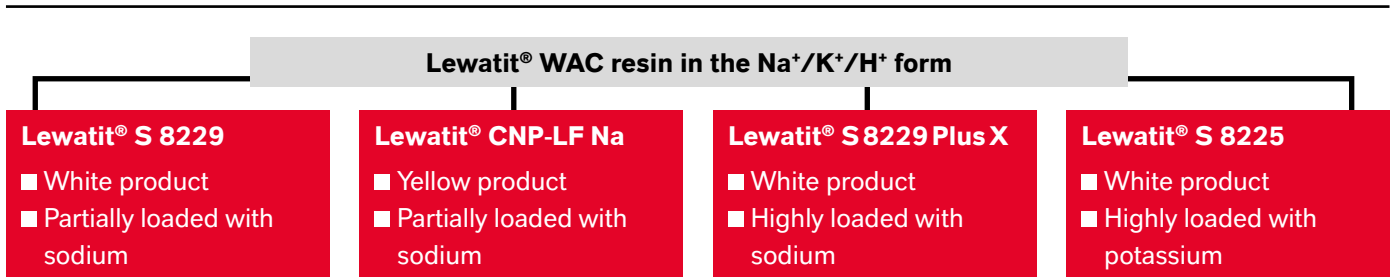 Lewatit® WAC resin in the Na⁺/K⁺/H⁺ form
Lewatit® S 8229
■ White product
■ Partially loaded with
sodium
Lewatit® CNP-LF Na
■ Yellow product
■ Partially loaded with
sodium
Lewatit® S 8229 Plus X
■ White product
■ Highly loaded with
sodium
Lewatit® S 8225
■ White product
■ Highly loaded with
potassium